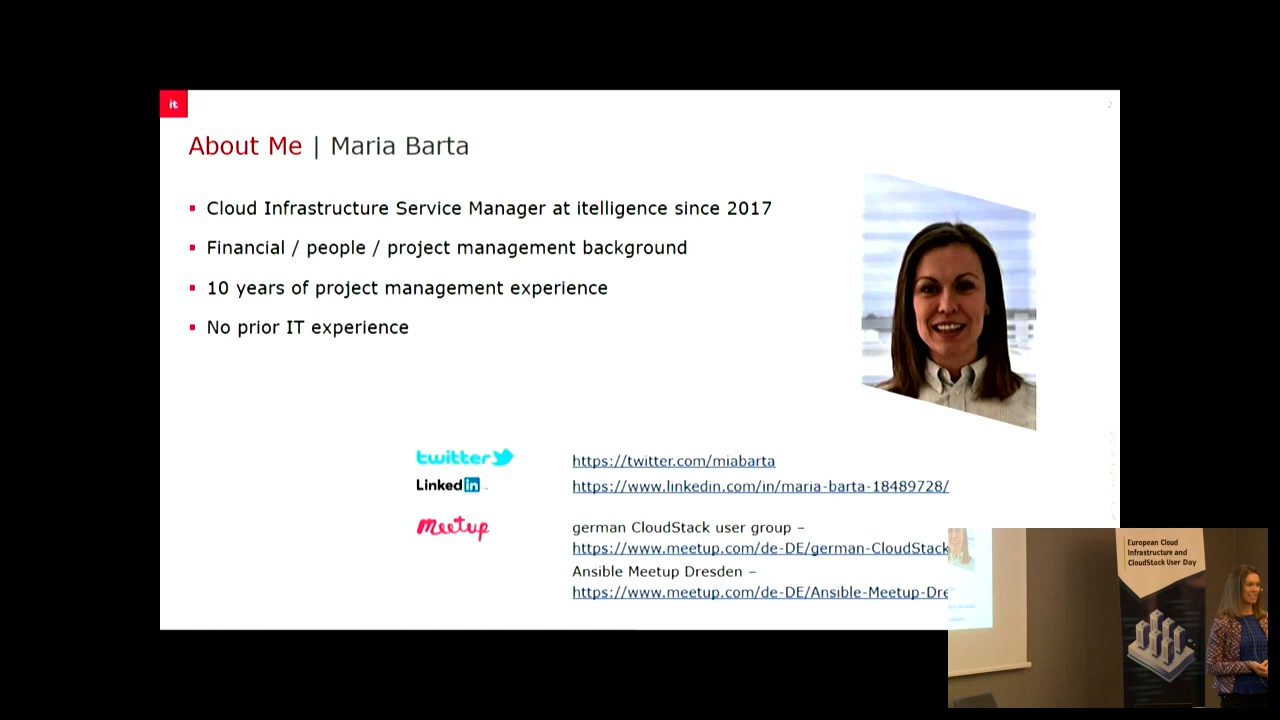 it
2
About Me | Maria Barta
Cloud Infrastructure Service Manager at itelligence since 2017
Financial / people / project management background
10 years of project management experience
No prior IT experience
twitter
https://twitter.com/miabarta
Linked in
https://www.linkedin.com/in/maria-barta-18489728/
meetup
german CloudStack user group –
https://www.meetup.com/de-DE/german-CloudStack
Ansible Meetup Dresden –
https://www.meetup.com/de-DE/Ansible-Meetup-Dre
European Cloud
Infrastructure and
CloudStack User Day